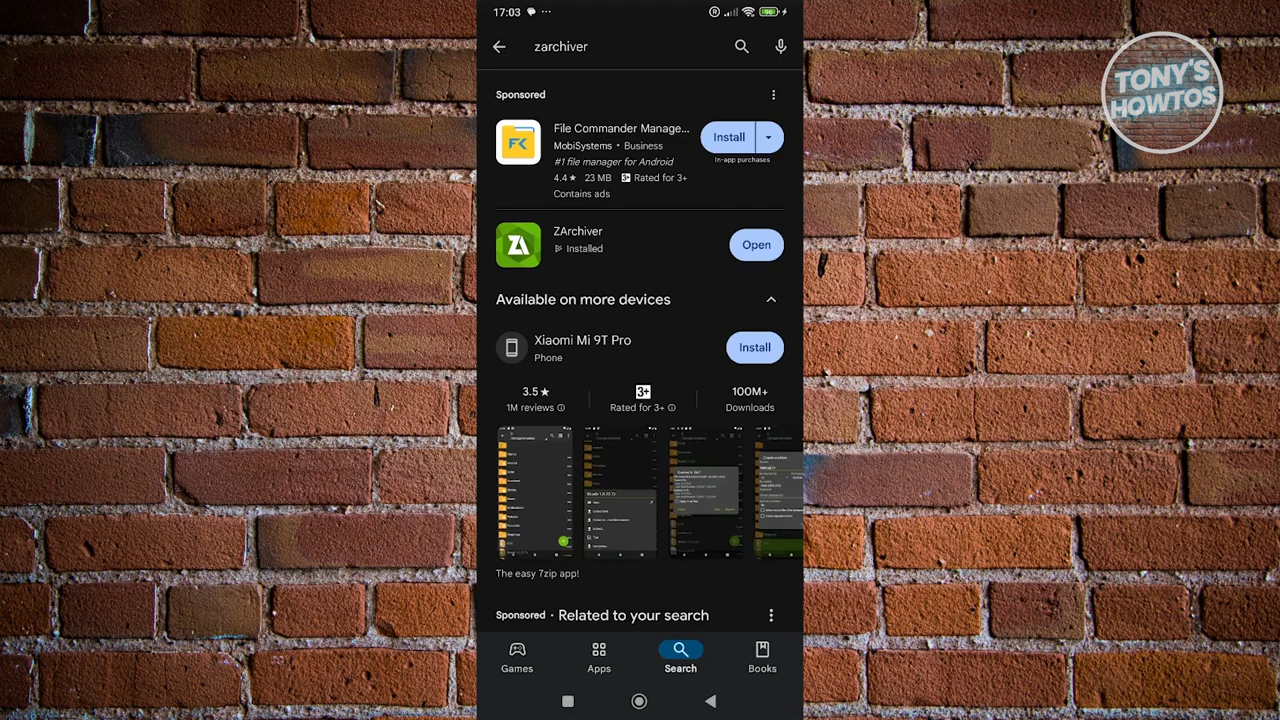 17:03
96
TONY'S
HOWTOS
zarchiver
Sponsored
File Commander Manage...
MobiSystems • Business
#1 file manager for Android
4.4★ 23 MB 3+ Rated for 3+
Contains ads
Install
In-app purchases
ZArchiver
Installed
Open
Available on more devices
Xiaomi Mi 9T Pro
Phone
Install
3.5★
1M reviews
3+
Rated for 3+
100M+
Downloads
The easy 7zip app!
Sponsored · Related to your search
Games
Apps
Search
Books